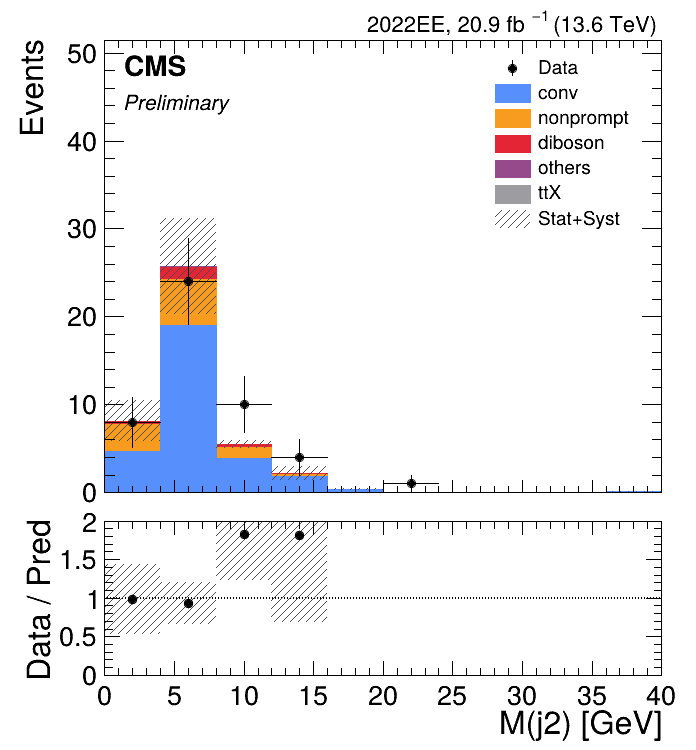 2022EE, 20.9 fb ⁻¹ (13.6 TeV)
CMS
Preliminary
Events
50
40
30
20
10
0
Data
conv
nonprompt
diboson
others
ttX
Stat+Syst
Data / Pred
2
1.5
1
0.5
0
0 5 10 15 20 25 30 35 40
M(j2) [GeV]